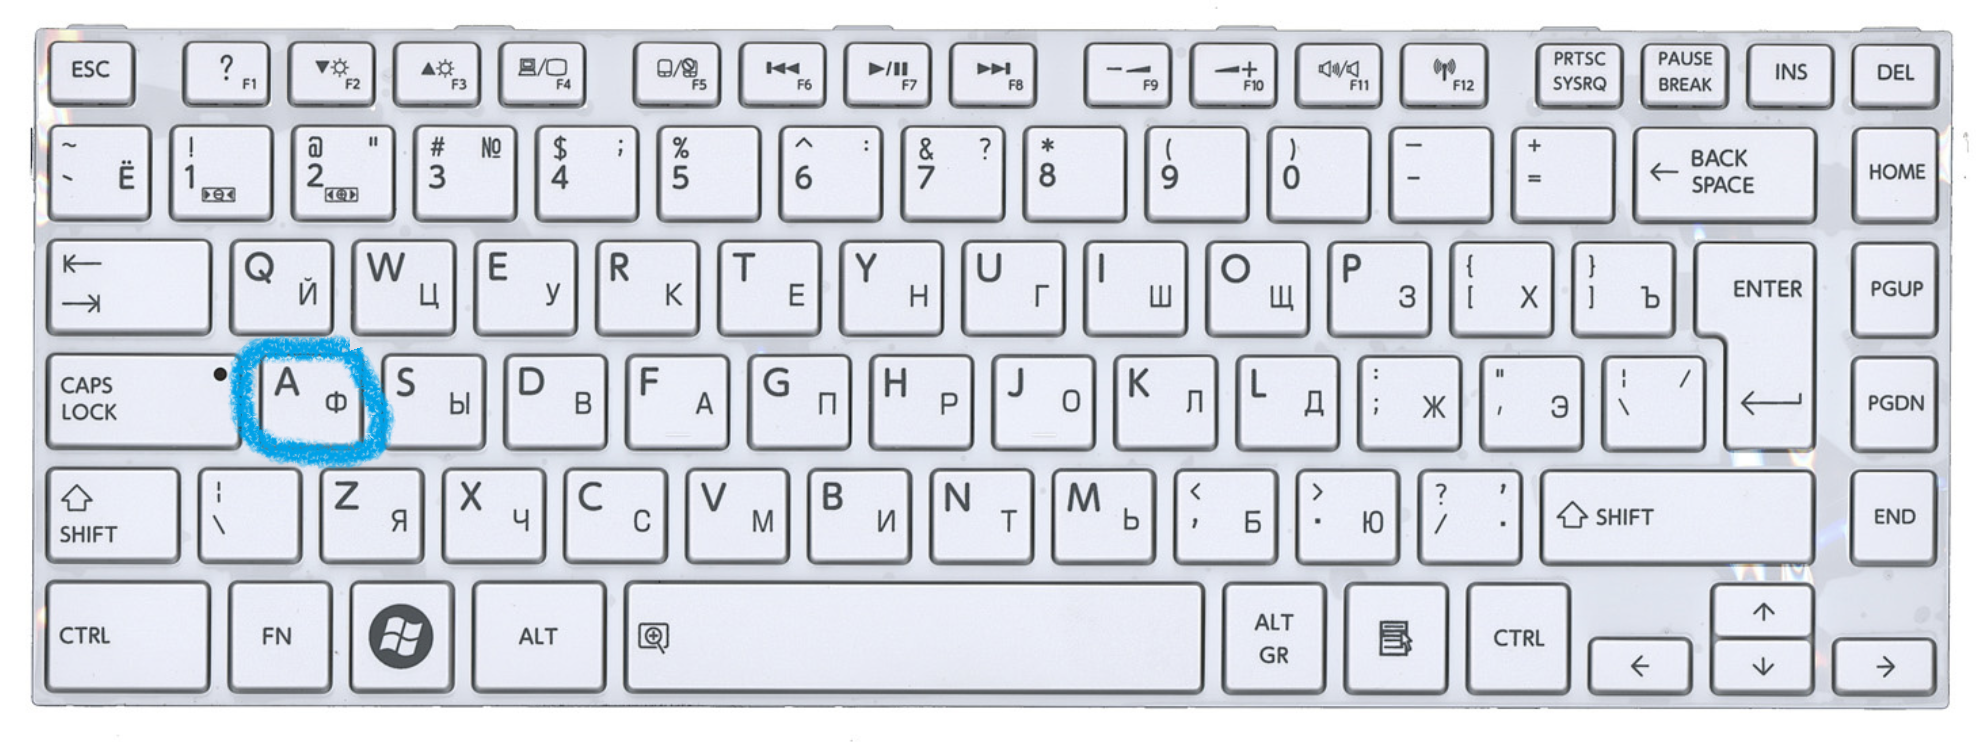 ESC ? F1 F2 F3 F4 F5 F6 F7 F8 F9 F10 F11 F12 PRTSC SYSRQ PAUSE BREAK INS DEL
~ ` Ё ! 1 @ " 2 # № 3 $ ; 4 % 5 ^ : 6 & ? 7 * 8 ( 9 ) 0 — - + = ← BACK SPACE HOME
Q Й W Ц E У R К T Е Y Н U Г I Ш O Щ P З { [ Х } ] Ъ ENTER PGUP
CAPS LOCK A Ф S Ы D В F А G П H Р J О K Л L Д : ; Ж " ' Э ¦ / \ PGDN
SHIFT ¦ \ Z Я X Ч C С V М B И N Т M Ь < , Б > . Ю ? , / . SHIFT END
CTRL FN ALT ALT GR CTRL ← ↑ ↓ →